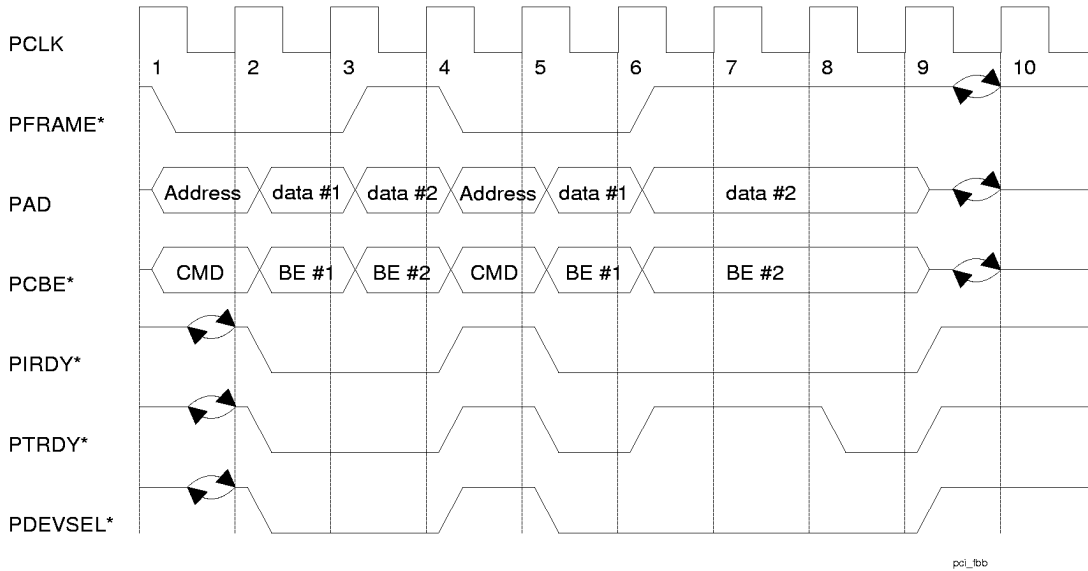 PCLK
1 2 3 4 5 6 7 8 9 10
PFRAME*
PAD Address data #1 data #2 Address data #1 data #2
PCBE* CMD BE #1 BE #2 CMD BE #1 BE #2
PIRDY*
PTRDY*
PDEVSEL*
pci_fbb